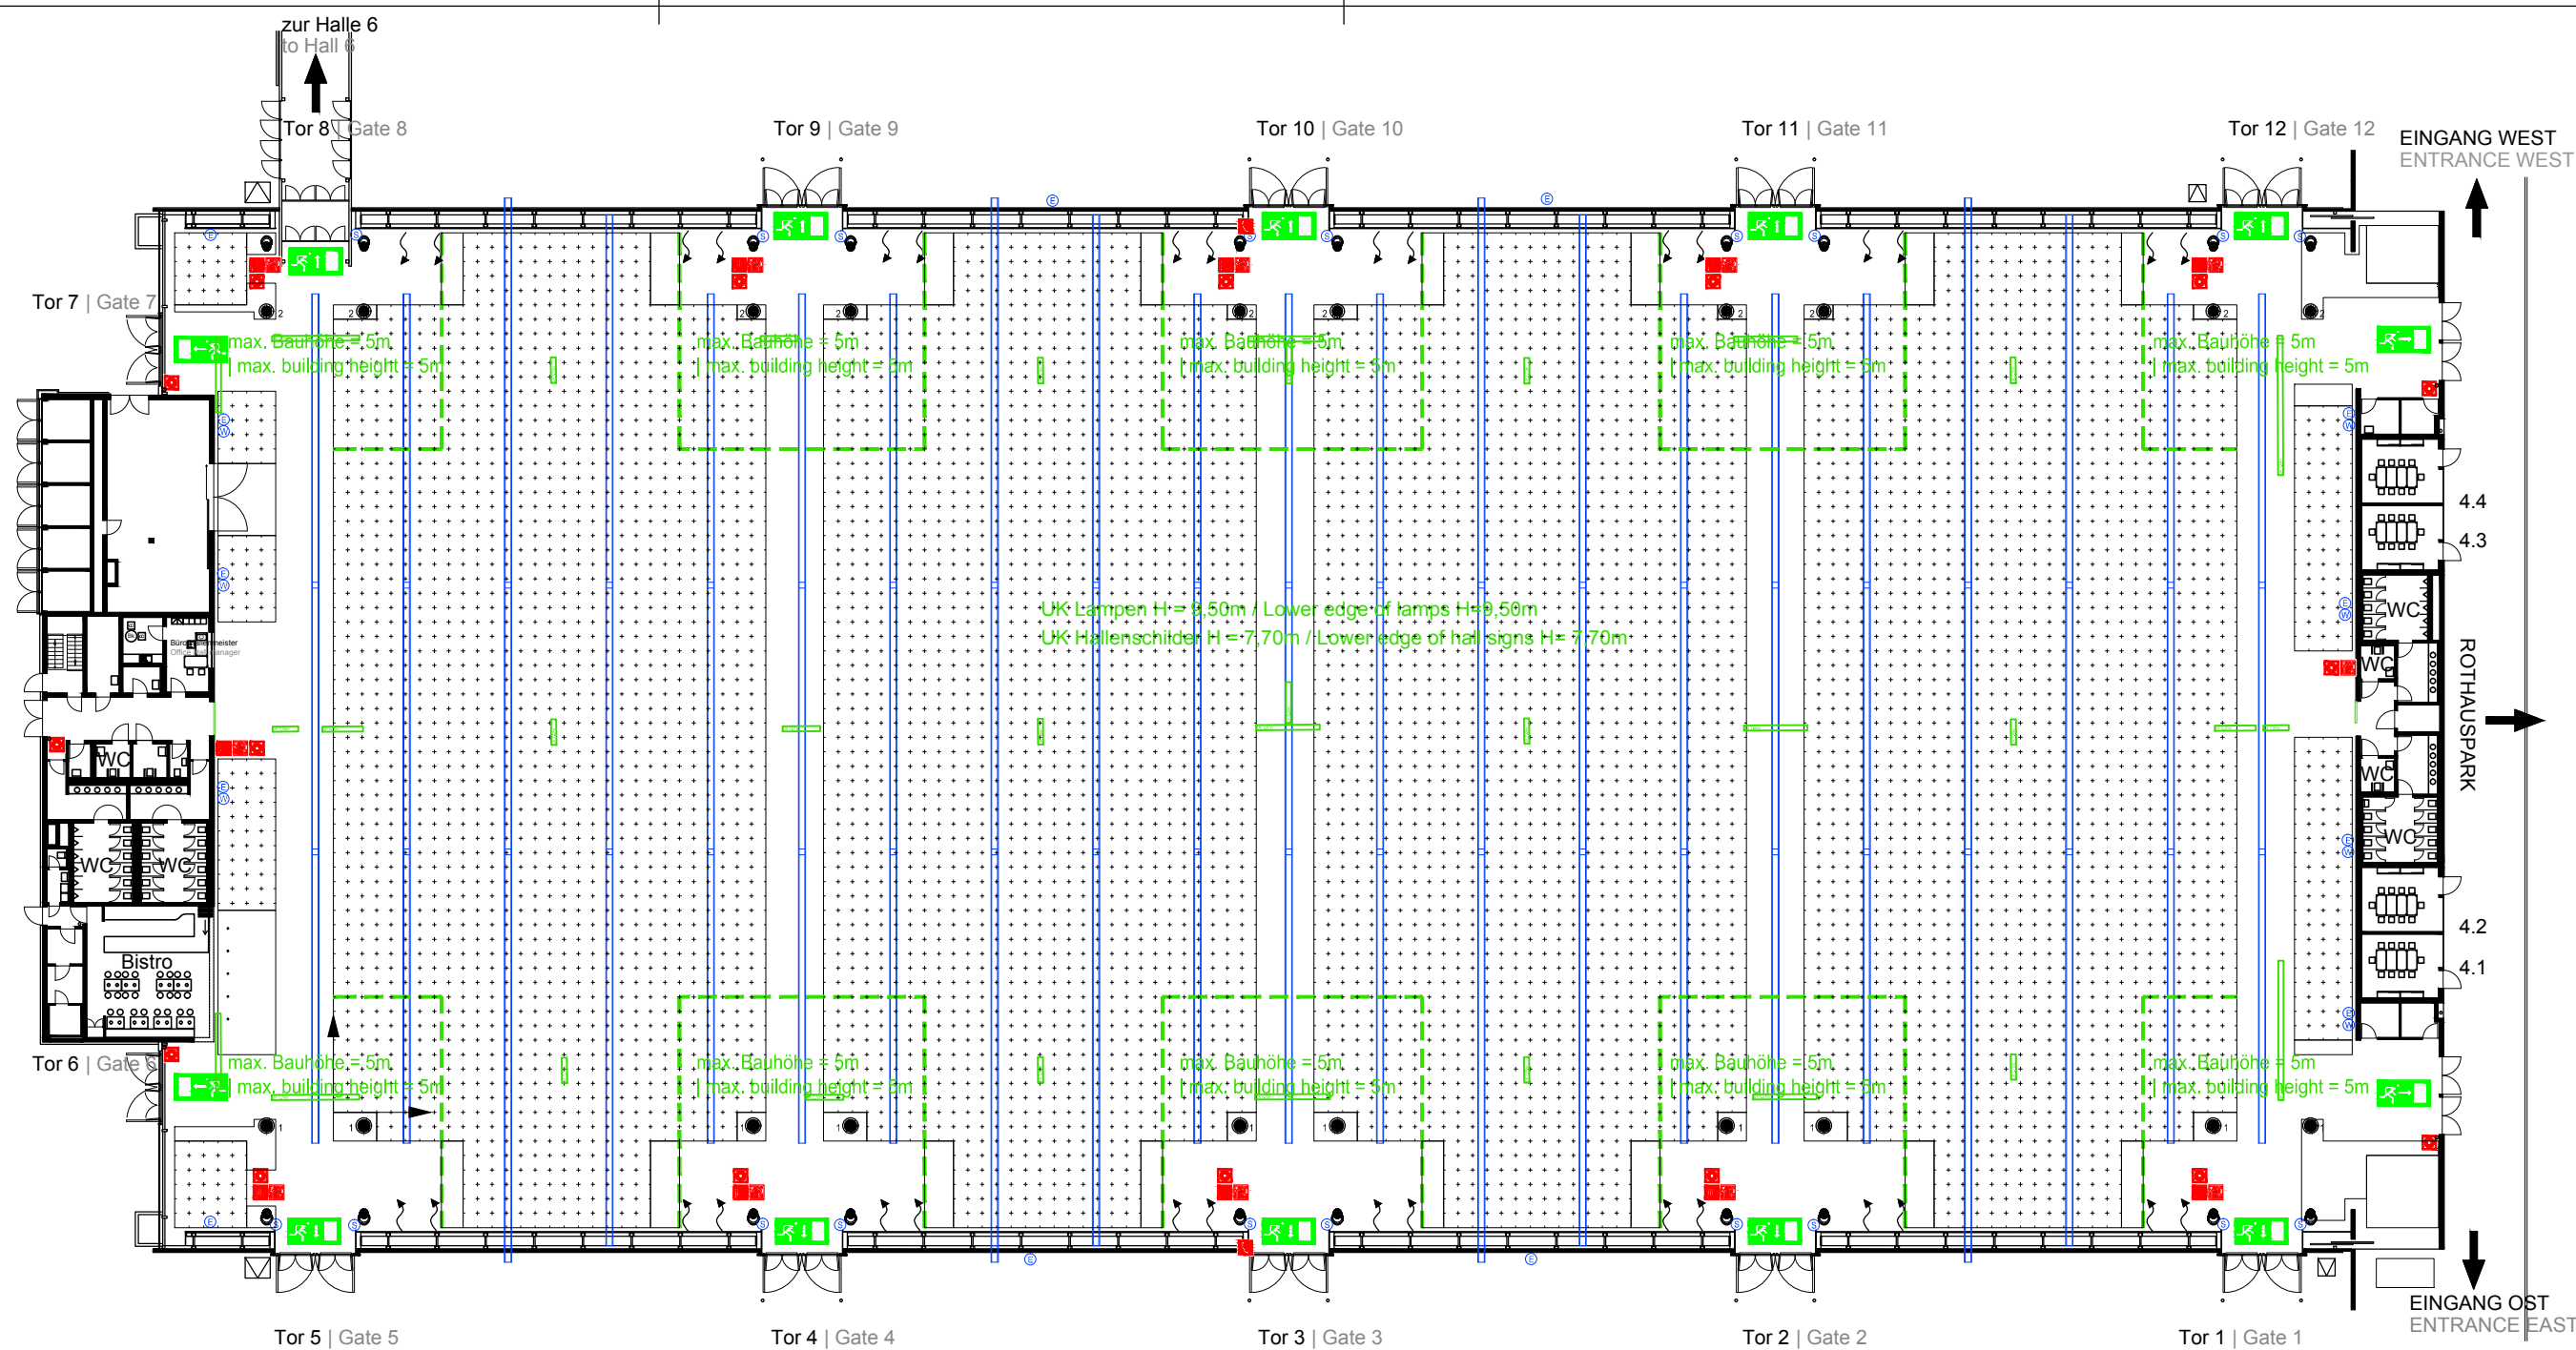 zur Halle 6
to Hall 6
Tor 8 | Gate 8
Tor 9 | Gate 9
Tor 10 | Gate 10
Tor 11 | Gate 11
Tor 12 | Gate 12
EINGANG WEST
ENTRANCE WEST
Tor 7 | Gate 7
max. Bauhöhe = 5m
| max. building height = 5m
max. Bauhöhe = 5m
| max. building height = 5m
max. Bauhöhe = 5m
| max. building height = 5m
max. Bauhöhe = 5m
| max. building height = 5m
max. Bauhöhe = 5m
| max. building height = 5m
4.4
4.3
UK Lampen H = 9,50m / Lower edge of lamps H=9,50m
UK Hallenschilder H = 7,70m / Lower edge of hall signs H= 7,70m
WC
WC
ROTHAUSPARK
WC
WC
WC
WC
WC
Bistro
4.2
4.1
Tor 6 | Gate 6
max. Bauhöhe = 5m
| max. building height = 5m
max. Bauhöhe = 5m
| max. building height = 5m
max. Bauhöhe = 5m
| max. building height = 5m
max. Bauhöhe = 5m
| max. building height = 5m
max. Bauhöhe = 5m
| max. building height = 5m
EINGANG OST
ENTRANCE EAST
Tor 5 | Gate 5
Tor 4 | Gate 4
Tor 3 | Gate 3
Tor 2 | Gate 2
Tor 1 | Gate 1